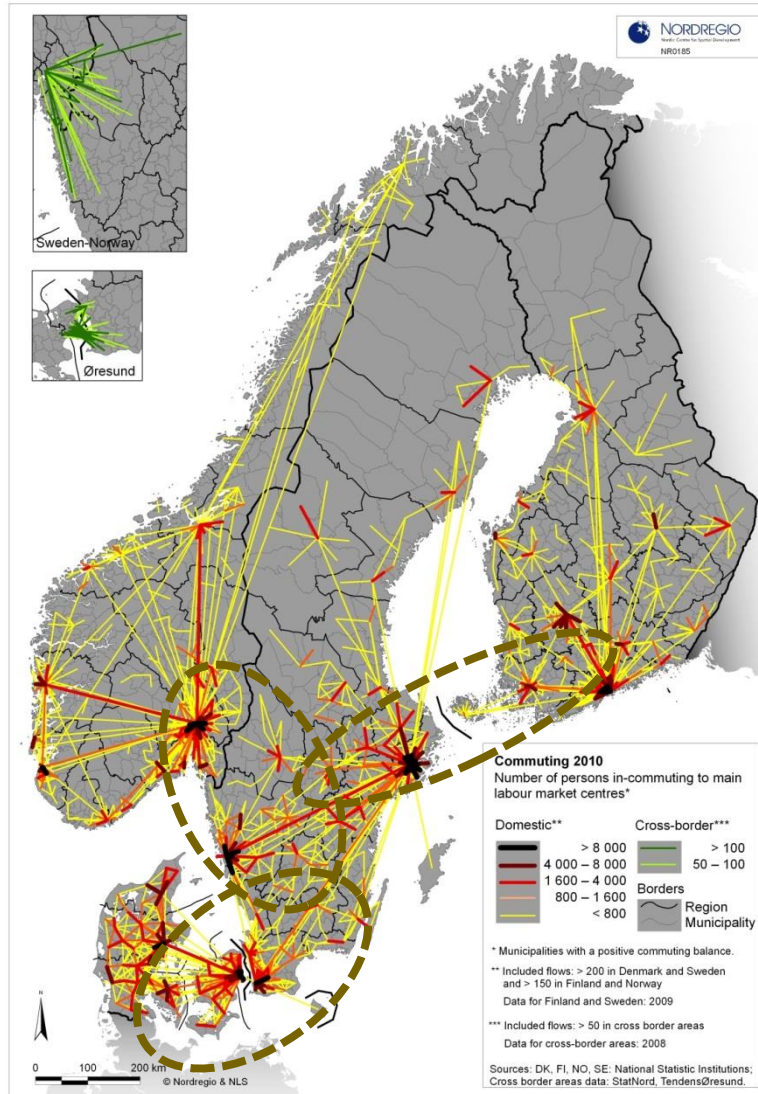 NORDREGIO
Nordic Centre for Spatial Development
NR0185
Sweden-Norway
Øresund
Commuting 2010
Number of persons in-commuting to main
labour market centres*
Domestic**
> 8 000
4 000 – 8 000
1 600 – 4 000
800 – 1 600
< 800
Cross-border***
> 100
50 – 100
Borders
Region
Municipality
* Municipalities with a positive commuting balance.
** Included flows: > 200 in Denmark and Sweden
and > 150 in Finland and Norway
Data for Finland and Sweden: 2009
*** Included flows: > 50 in cross border areas
Data for cross-border areas: 2008
Sources: DK, FI, NO, SE: National Statistic Institutions;
Cross border areas data: StatNord, TendensØresund.
N
0 100 200 km
© Nordregio & NLS